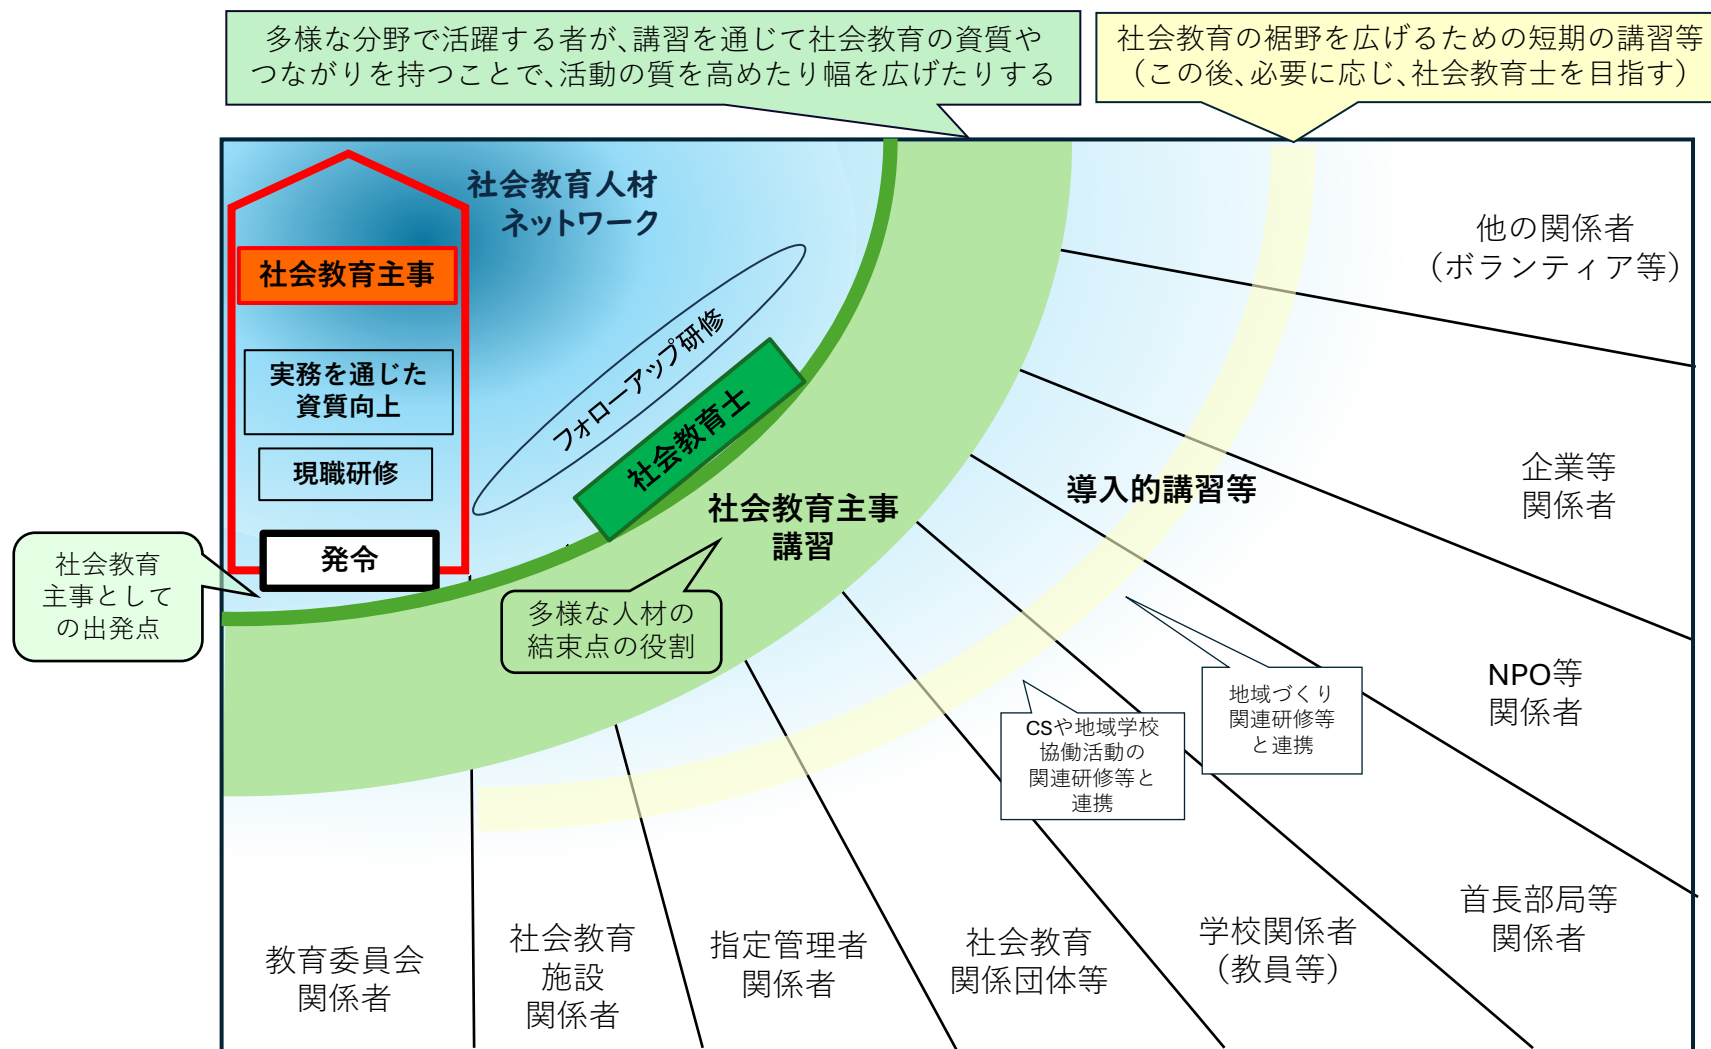 多様な分野で活躍する者が、講習を通じて社会教育の資質や
つながりを持つことで、活動の質を高めたり幅を広げたりする
社会教育の裾野を広げるための短期の講習等
（この後、必要に応じ、社会教育士を目指す）
社会教育人材
ネットワーク
社会教育主事
実務を通じた
資質向上
現職研修
発令
社会教育
主事として
の出発点
フォローアップ研修
社会教育士
社会教育主事
講習
多様な人材の
結束点の役割
導入的講習等
地域づくり
関連研修等
と連携
CSや地域学校
協働活動の
関連研修等と
連携
他の関係者
（ボランティア等）
企業等
関係者
NPO等
関係者
首長部局等
関係者
学校関係者
（教員等）
社会教育
関係団体等
指定管理者
関係者
社会教育
施設
関係者
教育委員会
関係者